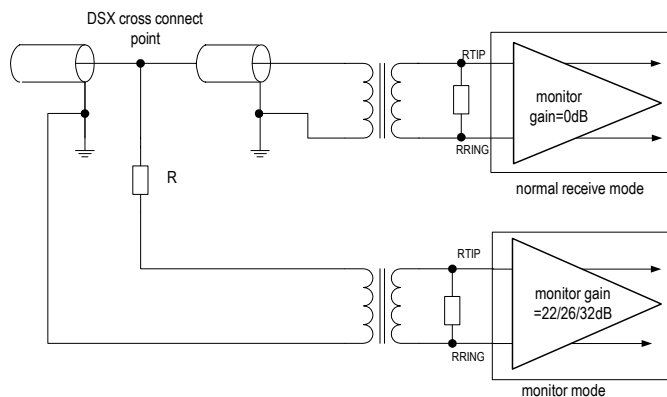 DSX cross connect
point
RTIP
monitor
gain=0dB
RRING
normal receive mode
R
RTIP
monitor gain
=22/26/32dB
RRING
monitor mode